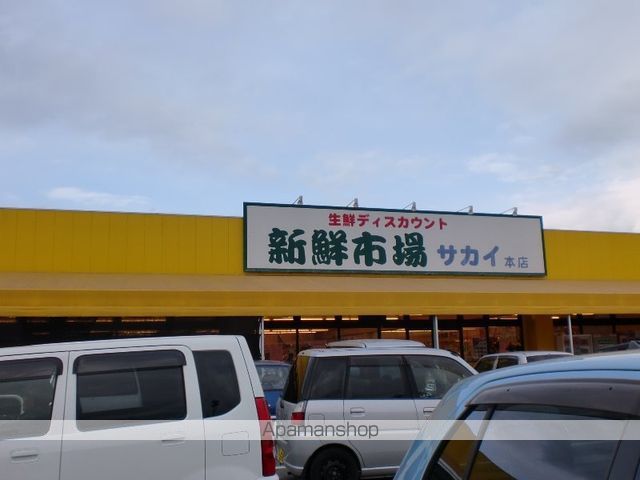 生鮮ディスカウント
新鮮市場 サカイ 本店
Apamanshop